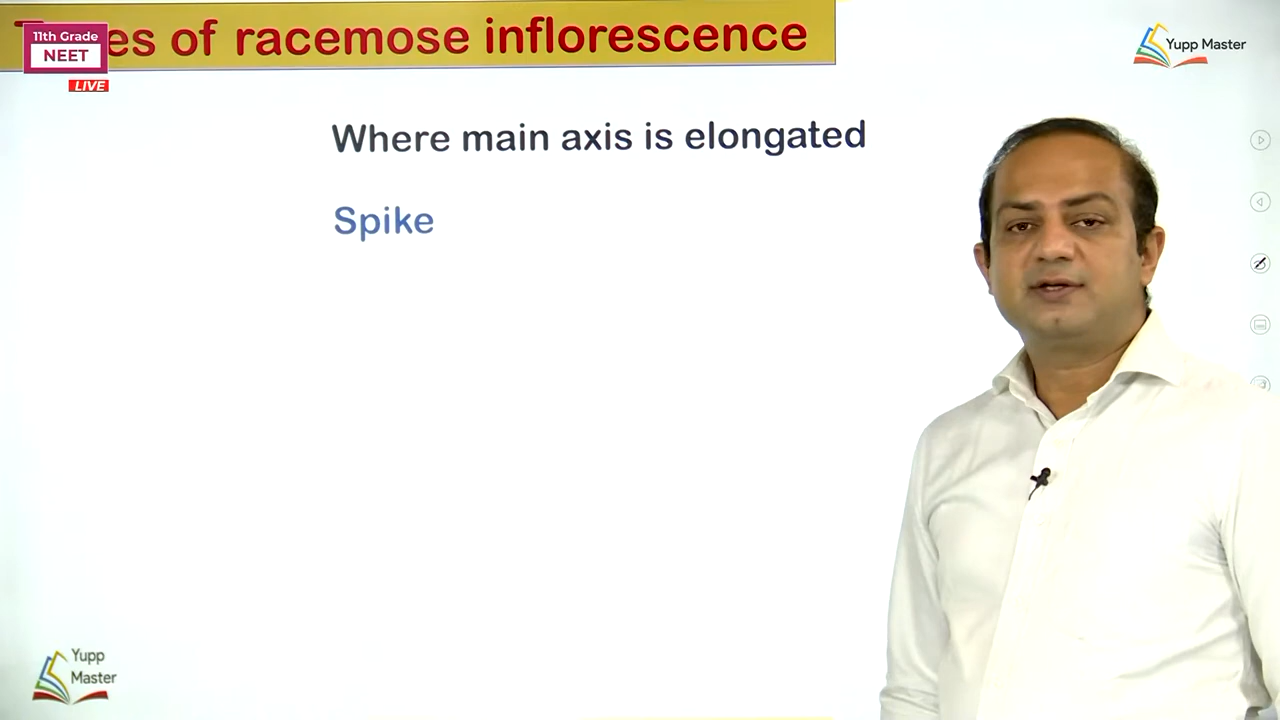 es of racemose inflorescence
11th Grade
NEET
LIVE
Yupp Master
Where main axis is elongated
Spike
Yupp
Master